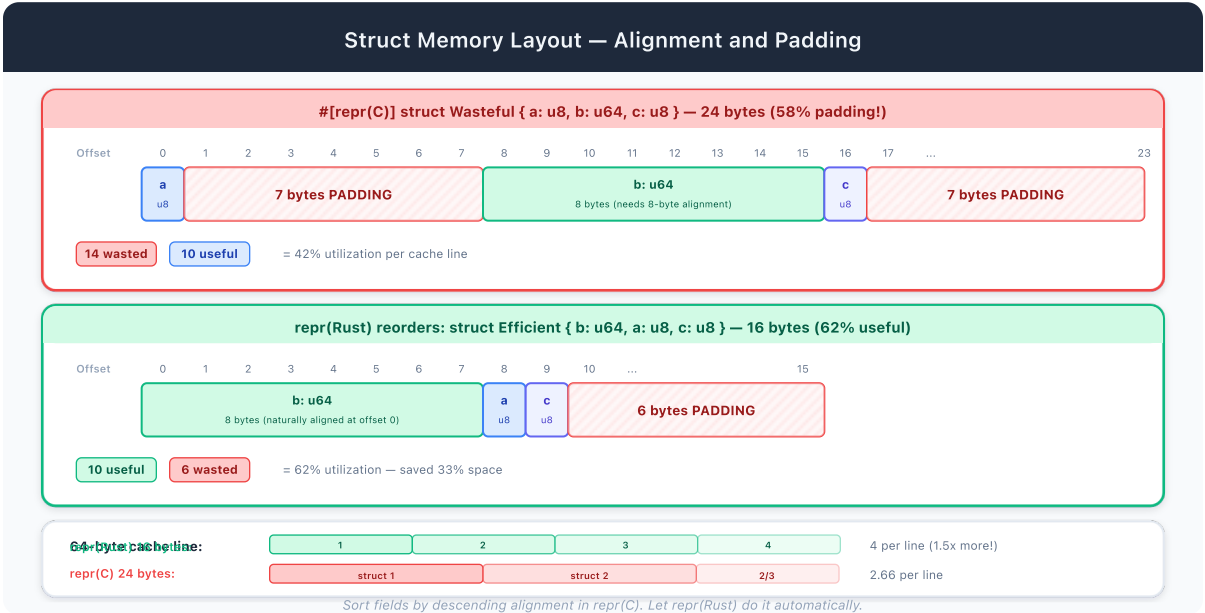 Struct Memory Layout — Alignment and Padding
#[repr(C)] struct Wasteful { a: u8, b: u64, c: u8 } — 24 bytes (58% padding!)
Offset 0 1 2 3 4 5 6 7 8 9 10 11 12 13 14 15 16 17 ... 23
a 7 bytes PADDING b: u64 c 7 bytes PADDING
u8 8 bytes (needs 8-byte alignment) u8
14 wasted 10 useful = 42% utilization per cache line
repr(Rust) reorders: struct Efficient { b: u64, a: u8, c: u8 } — 16 bytes (62% useful)
Offset 0 1 2 3 4 5 6 7 8 9 10 ... 15
b: u64 a c 6 bytes PADDING
8 bytes (naturally aligned at offset 0) u8 u8
10 useful 6 wasted = 62% utilization — saved 33% space
64-byte cache line:
repr(Rust) 16 bytes: 1 2 3 4 4 per line (1.5x more!)
repr(C) 24 bytes: struct 1 struct 2 2/3 2.66 per line
Sort fields by descending alignment in repr(C). Let repr(Rust) do it automatically.